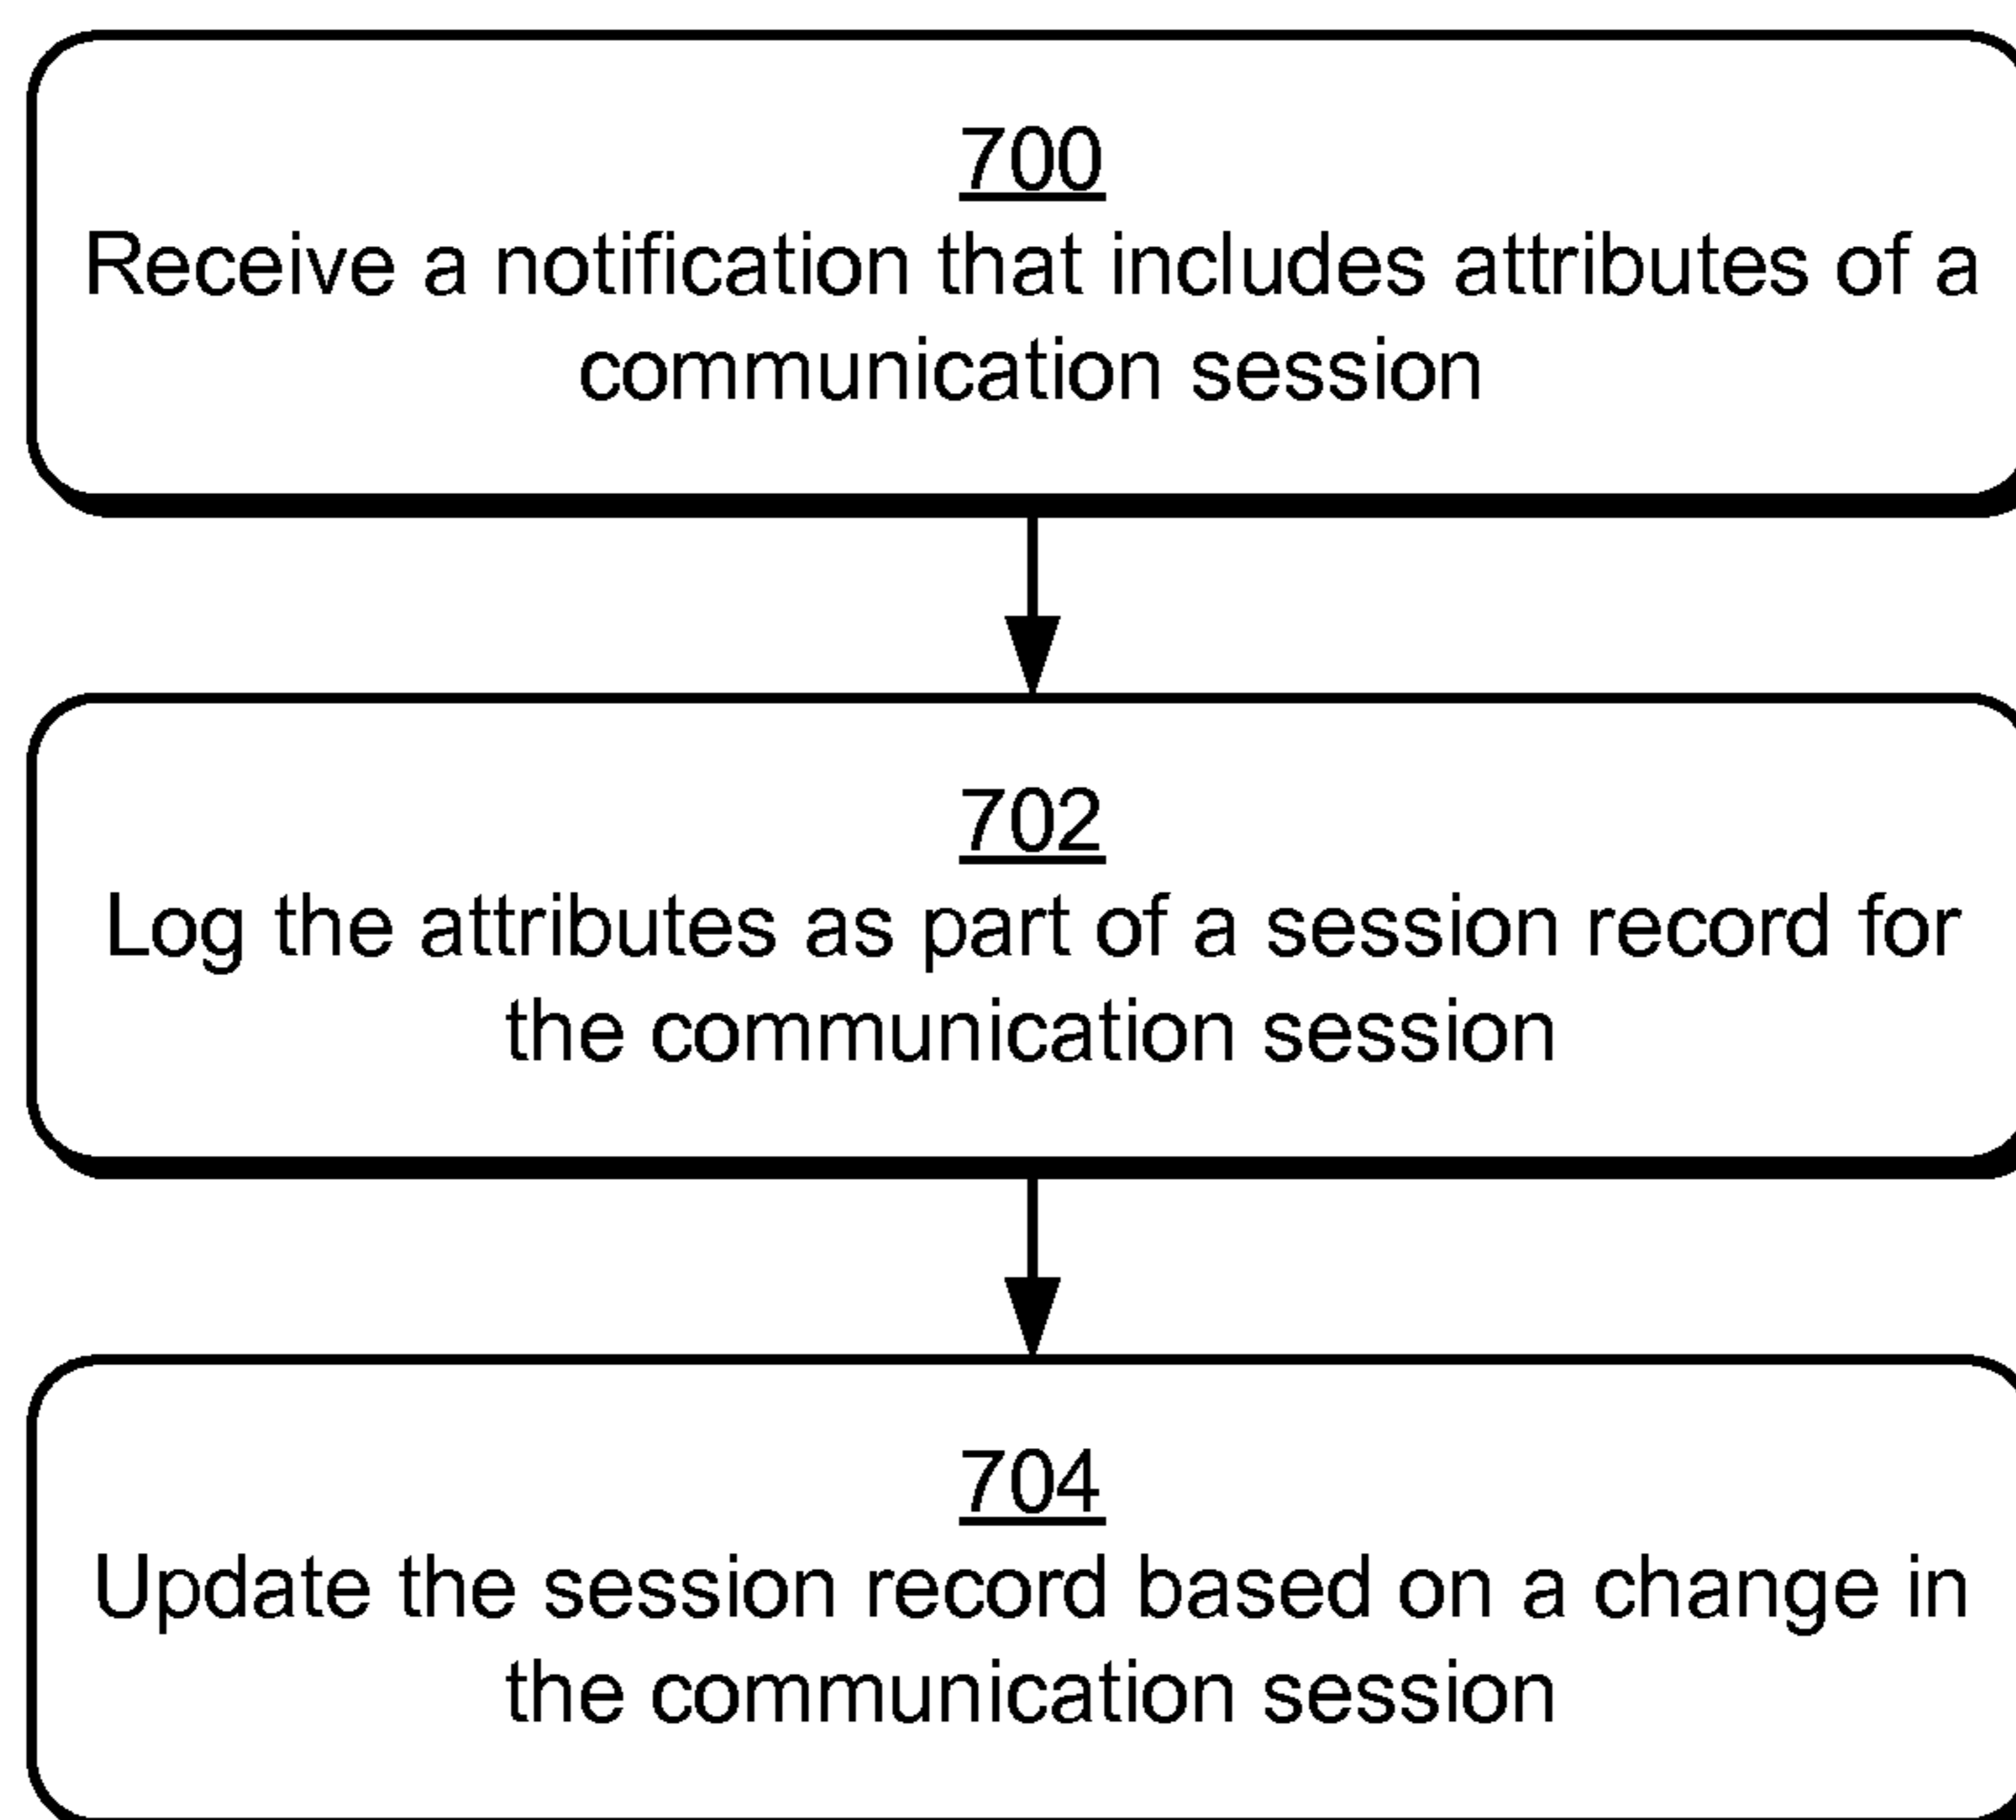 700
Receive a notification that includes attributes of a
communication session
702
Log the attributes as part of a session record for
the communication session
704
Update the session record based on a change in
the communication session